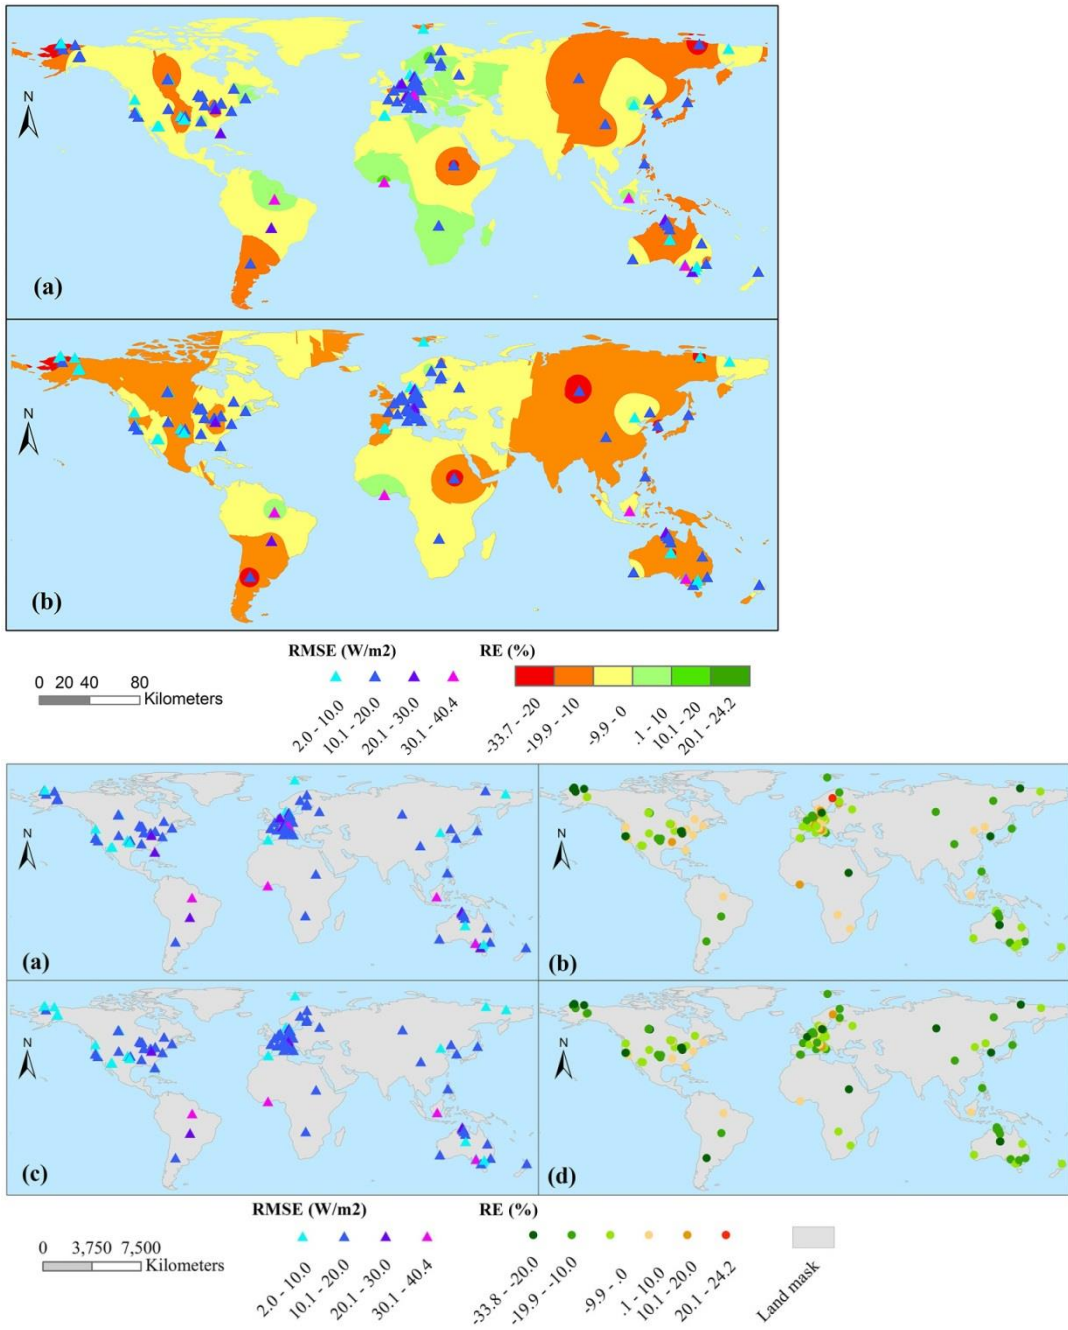 N
(a)
N
(b)
RMSE (W/m2) RE (%)
0 20 40 80
Kilometers
2.0 - 10.0
10.1 - 20.0
20.1 - 30.0
30.1 - 40.4
-33.7 - -20
-19.9 - -10
-9.9 - 0
.1 - 10
10.1 - 20
20.1 - 24.2
N N
(a) (b)
N N
(c) (d)
RMSE (W/m2) RE (%)
0 3,750 7,500
Kilometers
2.0 - 10.0
10.1 - 20.0
20.1 - 30.0
30.1 - 40.4
-33.8 - -20.0
-19.9 - -10.0
-9.9 - .0
.1 - 10.0
10.1 - 20.0
20.1 - 24.2
Land mask